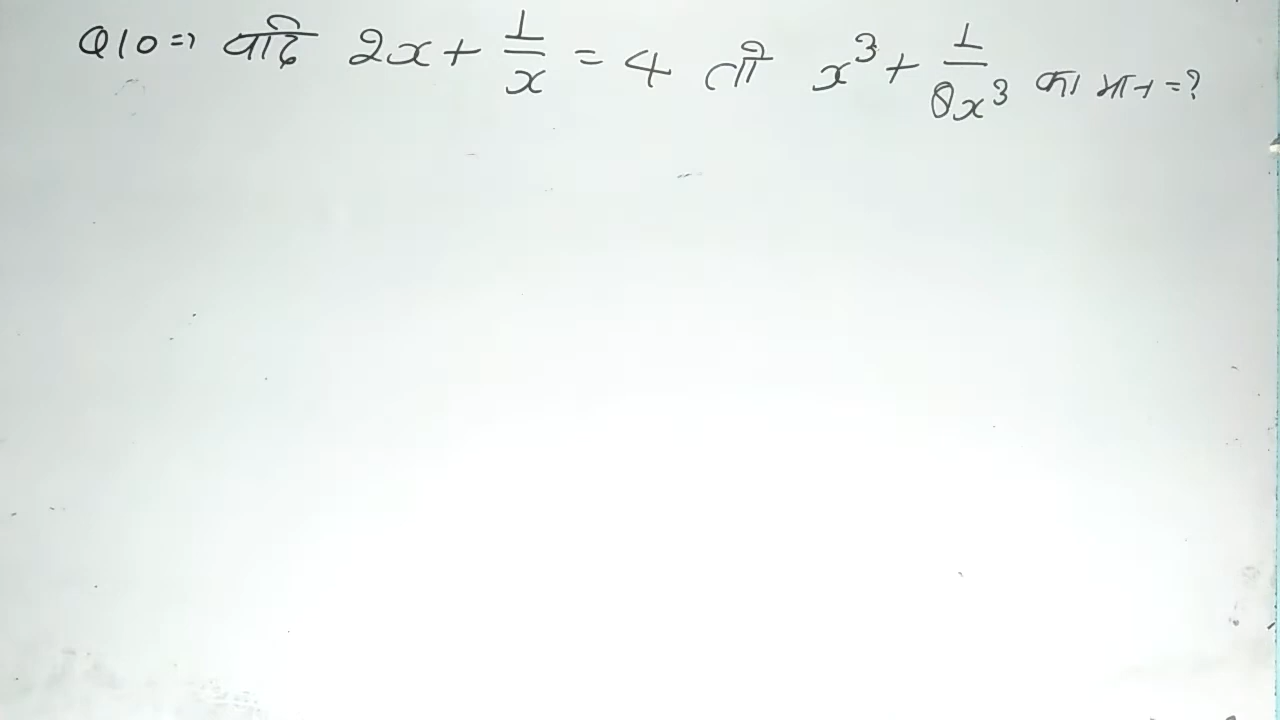 Q10⇒ यदि 2x + 1/x = 4 तो x³ + 1/8x³ का मान = ?